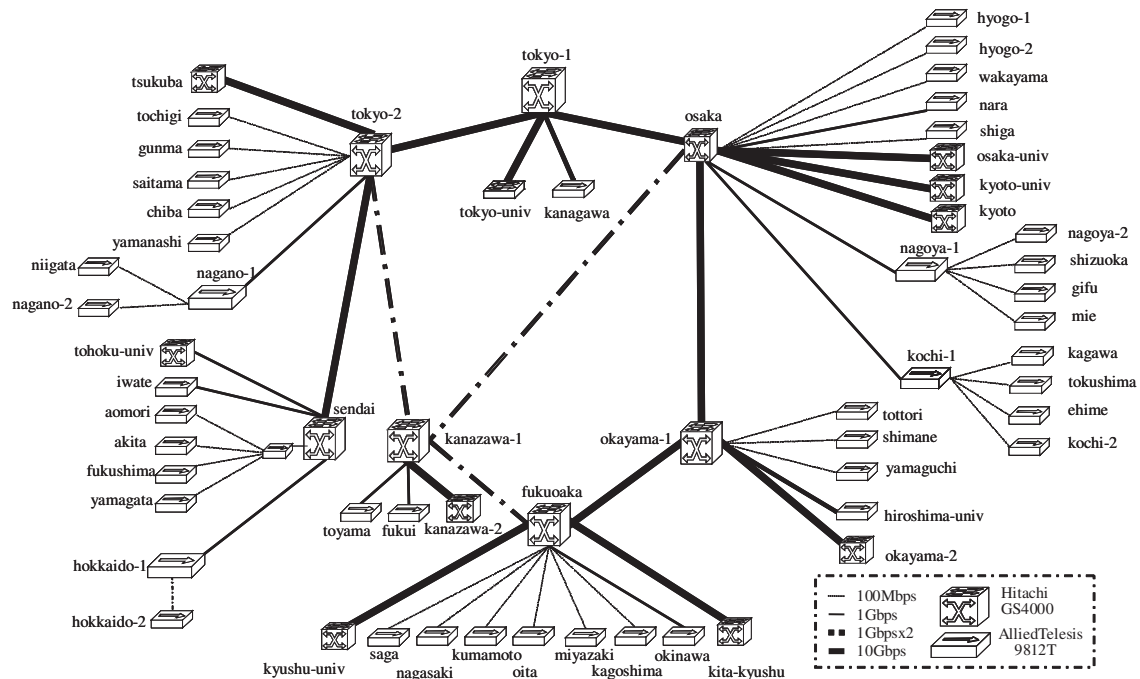 tokyo-1
tsukuba
tokyo-2
tochigi
gunma
saitama
chiba
yamanashi
niigata
nagano-1
nagano-2
tokyo-univ
kanagawa
osaka
hyogo-1
hyogo-2
wakayama
nara
shiga
osaka-univ
kyoto-univ
kyoto
nagoya-1
nagoya-2
shizuoka
gifu
mie
kochi-1
kagawa
tokushima
ehime
kochi-2
tohoku-univ
iwate
aomori
akita
fukushima
yamagata
sendai
hokkaido-1
hokkaido-2
kanazawa-1
toyama
fukui
kanazawa-2
okayama-1
tottori
shimane
yamaguchi
hiroshima-univ
okayama-2
fukuoaka
kyushu-univ
saga
nagasaki
kumamoto
oita
miyazaki
kagoshima
okinawa
kita-kyushu
100Mbps
1Gbps
1Gbpsx2
10Gbps
Hitachi
GS4000
AlliedTelesis
9812T